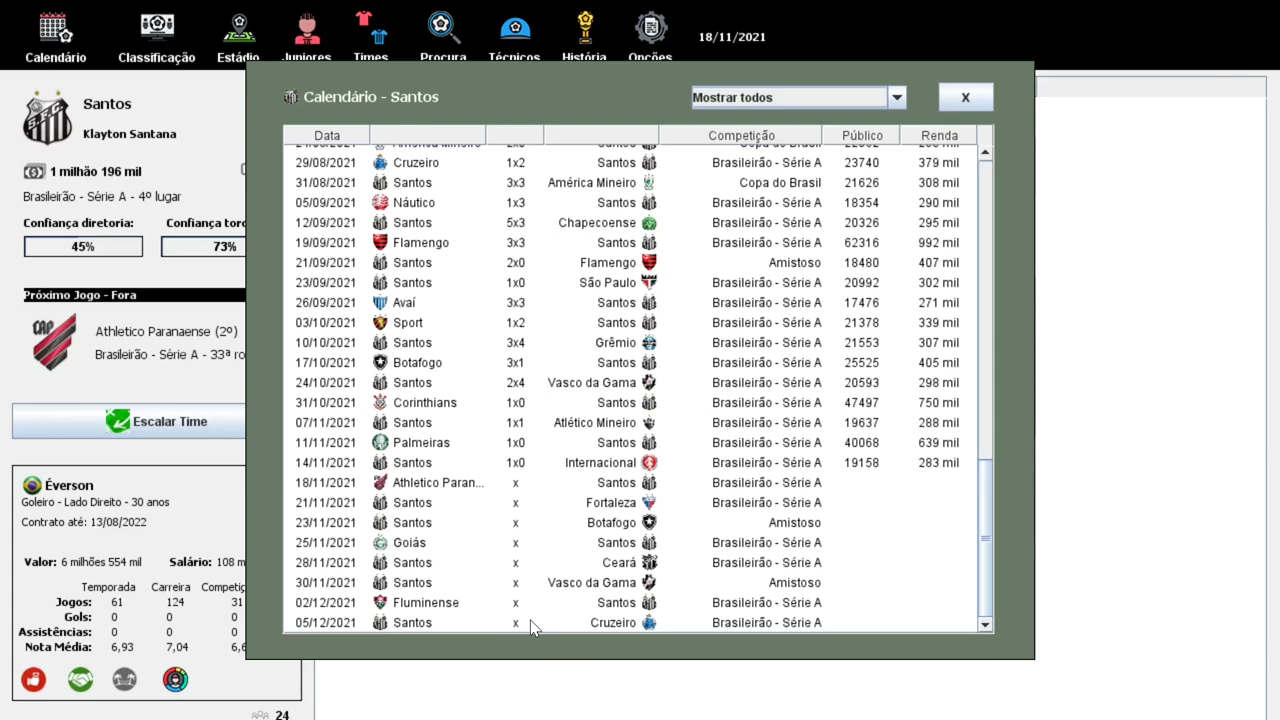 Calendário Classificação Estádio Juniores Times Procura Técnicos História Opções 18/11/2021
Santos
Klayton Santana
1 milhão 196 mil
Brasileirão - Série A - 4º lugar
Confiança diretoria: Confiança
45% 73%
Próximo Jogo - Fora
CAP
Athletico Paranaense (2º)
Brasileirão - Série A - 33ª
Escalar Time
Éverson
Goleiro - Lado Direito - 30 anos
Contrato até: 13/08/2022
Valor: 6 milhões 554 mil Salário: 108
Temporada Carreira
Jogos: 61 124 31
Gols: 0 0 0
Assistências: 0 0 0
Nota Média: 6,93 7,04
24
Calendário - Santos Mostrar todos X
Data Competição Público Renda
29/08/2021 Cruzeiro 1x2 Santos Brasileirão - Série A 23740 379 mil
31/08/2021 Santos 3x3 América Mineiro Copa do Brasil 21626 308 mil
05/09/2021 Náutico 1x3 Santos Brasileirão - Série A 18354 290 mil
12/09/2021 Santos 5x3 Chapecoense Brasileirão - Série A 20326 295 mil
19/09/2021 Flamengo 3x3 Santos Brasileirão - Série A 62316 992 mil
21/09/2021 Santos 2x0 Flamengo Amistoso 18480 407 mil
23/09/2021 Santos 1x0 São Paulo Brasileirão - Série A 20992 302 mil
26/09/2021 Avaí 3x3 Santos Brasileirão - Série A 17476 271 mil
03/10/2021 Sport 1x2 Santos Brasileirão - Série A 21378 339 mil
10/10/2021 Santos 3x4 Grêmio Brasileirão - Série A 21553 307 mil
17/10/2021 Botafogo 3x1 Santos Brasileirão - Série A 25525 405 mil
24/10/2021 Santos 2x4 Vasco da Gama Brasileirão - Série A 20593 298 mil
31/10/2021 Corinthians 1x0 Santos Brasileirão - Série A 47497 750 mil
07/11/2021 Santos 1x1 Atlético Mineiro Brasileirão - Série A 19637 288 mil
11/11/2021 Palmeiras 1x0 Santos Brasileirão - Série A 40068 639 mil
14/11/2021 Santos 1x0 Internacional Brasileirão - Série A 19158 283 mil
18/11/2021 Athletico Paran... x Santos Brasileirão - Série A
21/11/2021 Santos x Fortaleza Brasileirão - Série A
23/11/2021 Santos x Botafogo Amistoso
25/11/2021 Goiás x Santos Brasileirão - Série A
28/11/2021 Santos x Ceará Brasileirão - Série A
30/11/2021 Santos x Vasco da Gama Amistoso
02/12/2021 Fluminense x Santos Brasileirão - Série A
05/12/2021 Santos x Cruzeiro Brasileirão - Série A